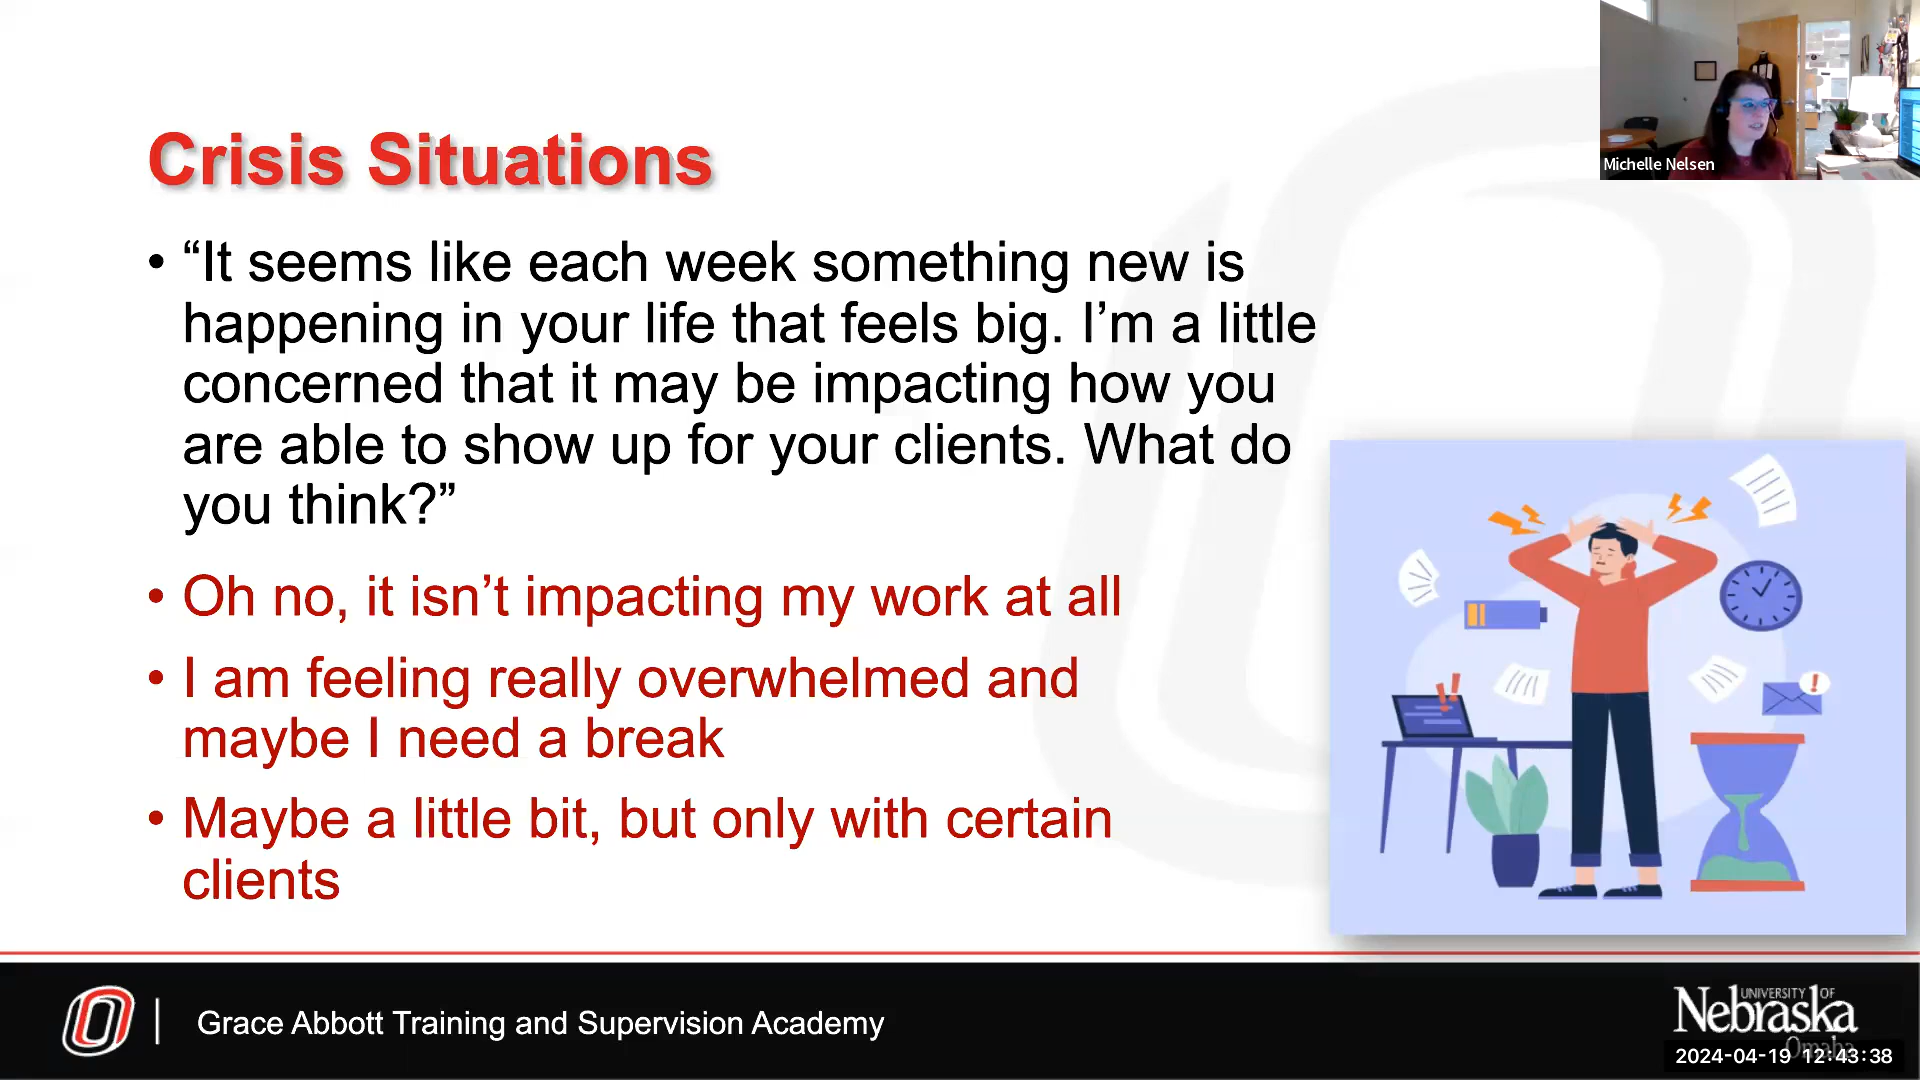 Michelle Nelsen
Crisis Situations
• “It seems like each week something new is
happening in your life that feels big. I’m a little
concerned that it may be impacting how you
are able to show up for your clients. What do
you think?”
• Oh no, it isn’t impacting my work at all
• I am feeling really overwhelmed and
maybe I need a break
• Maybe a little bit, but only with certain
clients
Grace Abbott Training and Supervision Academy
UNIVERSITY OF
Nebraska
Omaha
2024-04-19 12:43:38